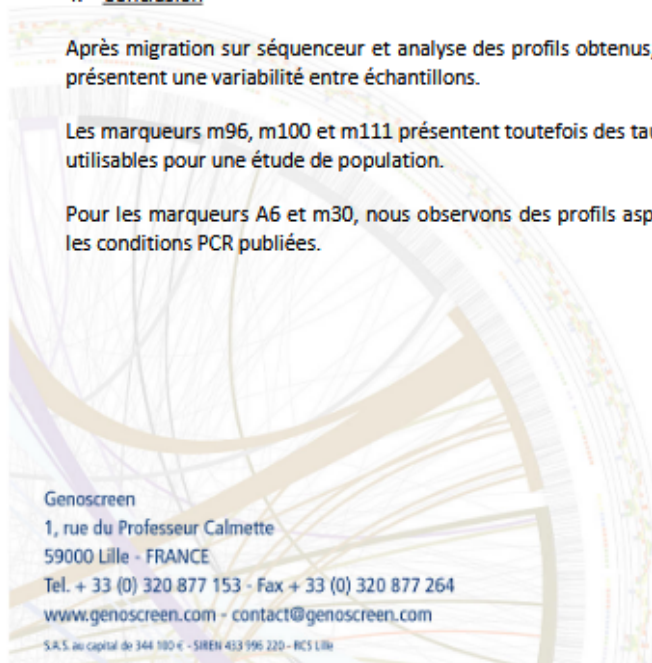 Conclusion
Après migration sur séquenceur et analyse des profils obtenus,
présentent une variabilité entre échantillons.
Les marqueurs m96, m100 et m111 présentent toutefois des tau
utilisables pour une étude de population.
Pour les marqueurs A6 et m30, nous observons des profils asp
les conditions PCR publiées.
Genoscreen
1, rue du Professeur Calmette
59000 Lille - FRANCE
Tel. + 33 (0) 320 877 153 - Fax + 33 (0) 320 877 264
www.genoscreen.com - contact@genoscreen.com
S.A.S. au capital de 344 100 € - SIREN 433 996 220 - RCS Lille